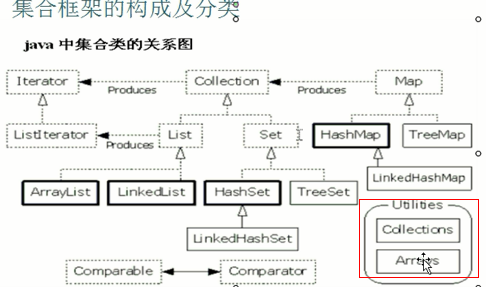 集合框架的构成及分类
java 中集合类的关系图
Iterator
Collection
Map
Produces
Produces
ListIterator
List
Set
HashMap
TreeMap
Produces
ArrayList
LinkedList
HashSet
TreeSet
LinkedHashMap
LinkedHashSet
Utilities
Collections
Arrays
Comparable
Comparator